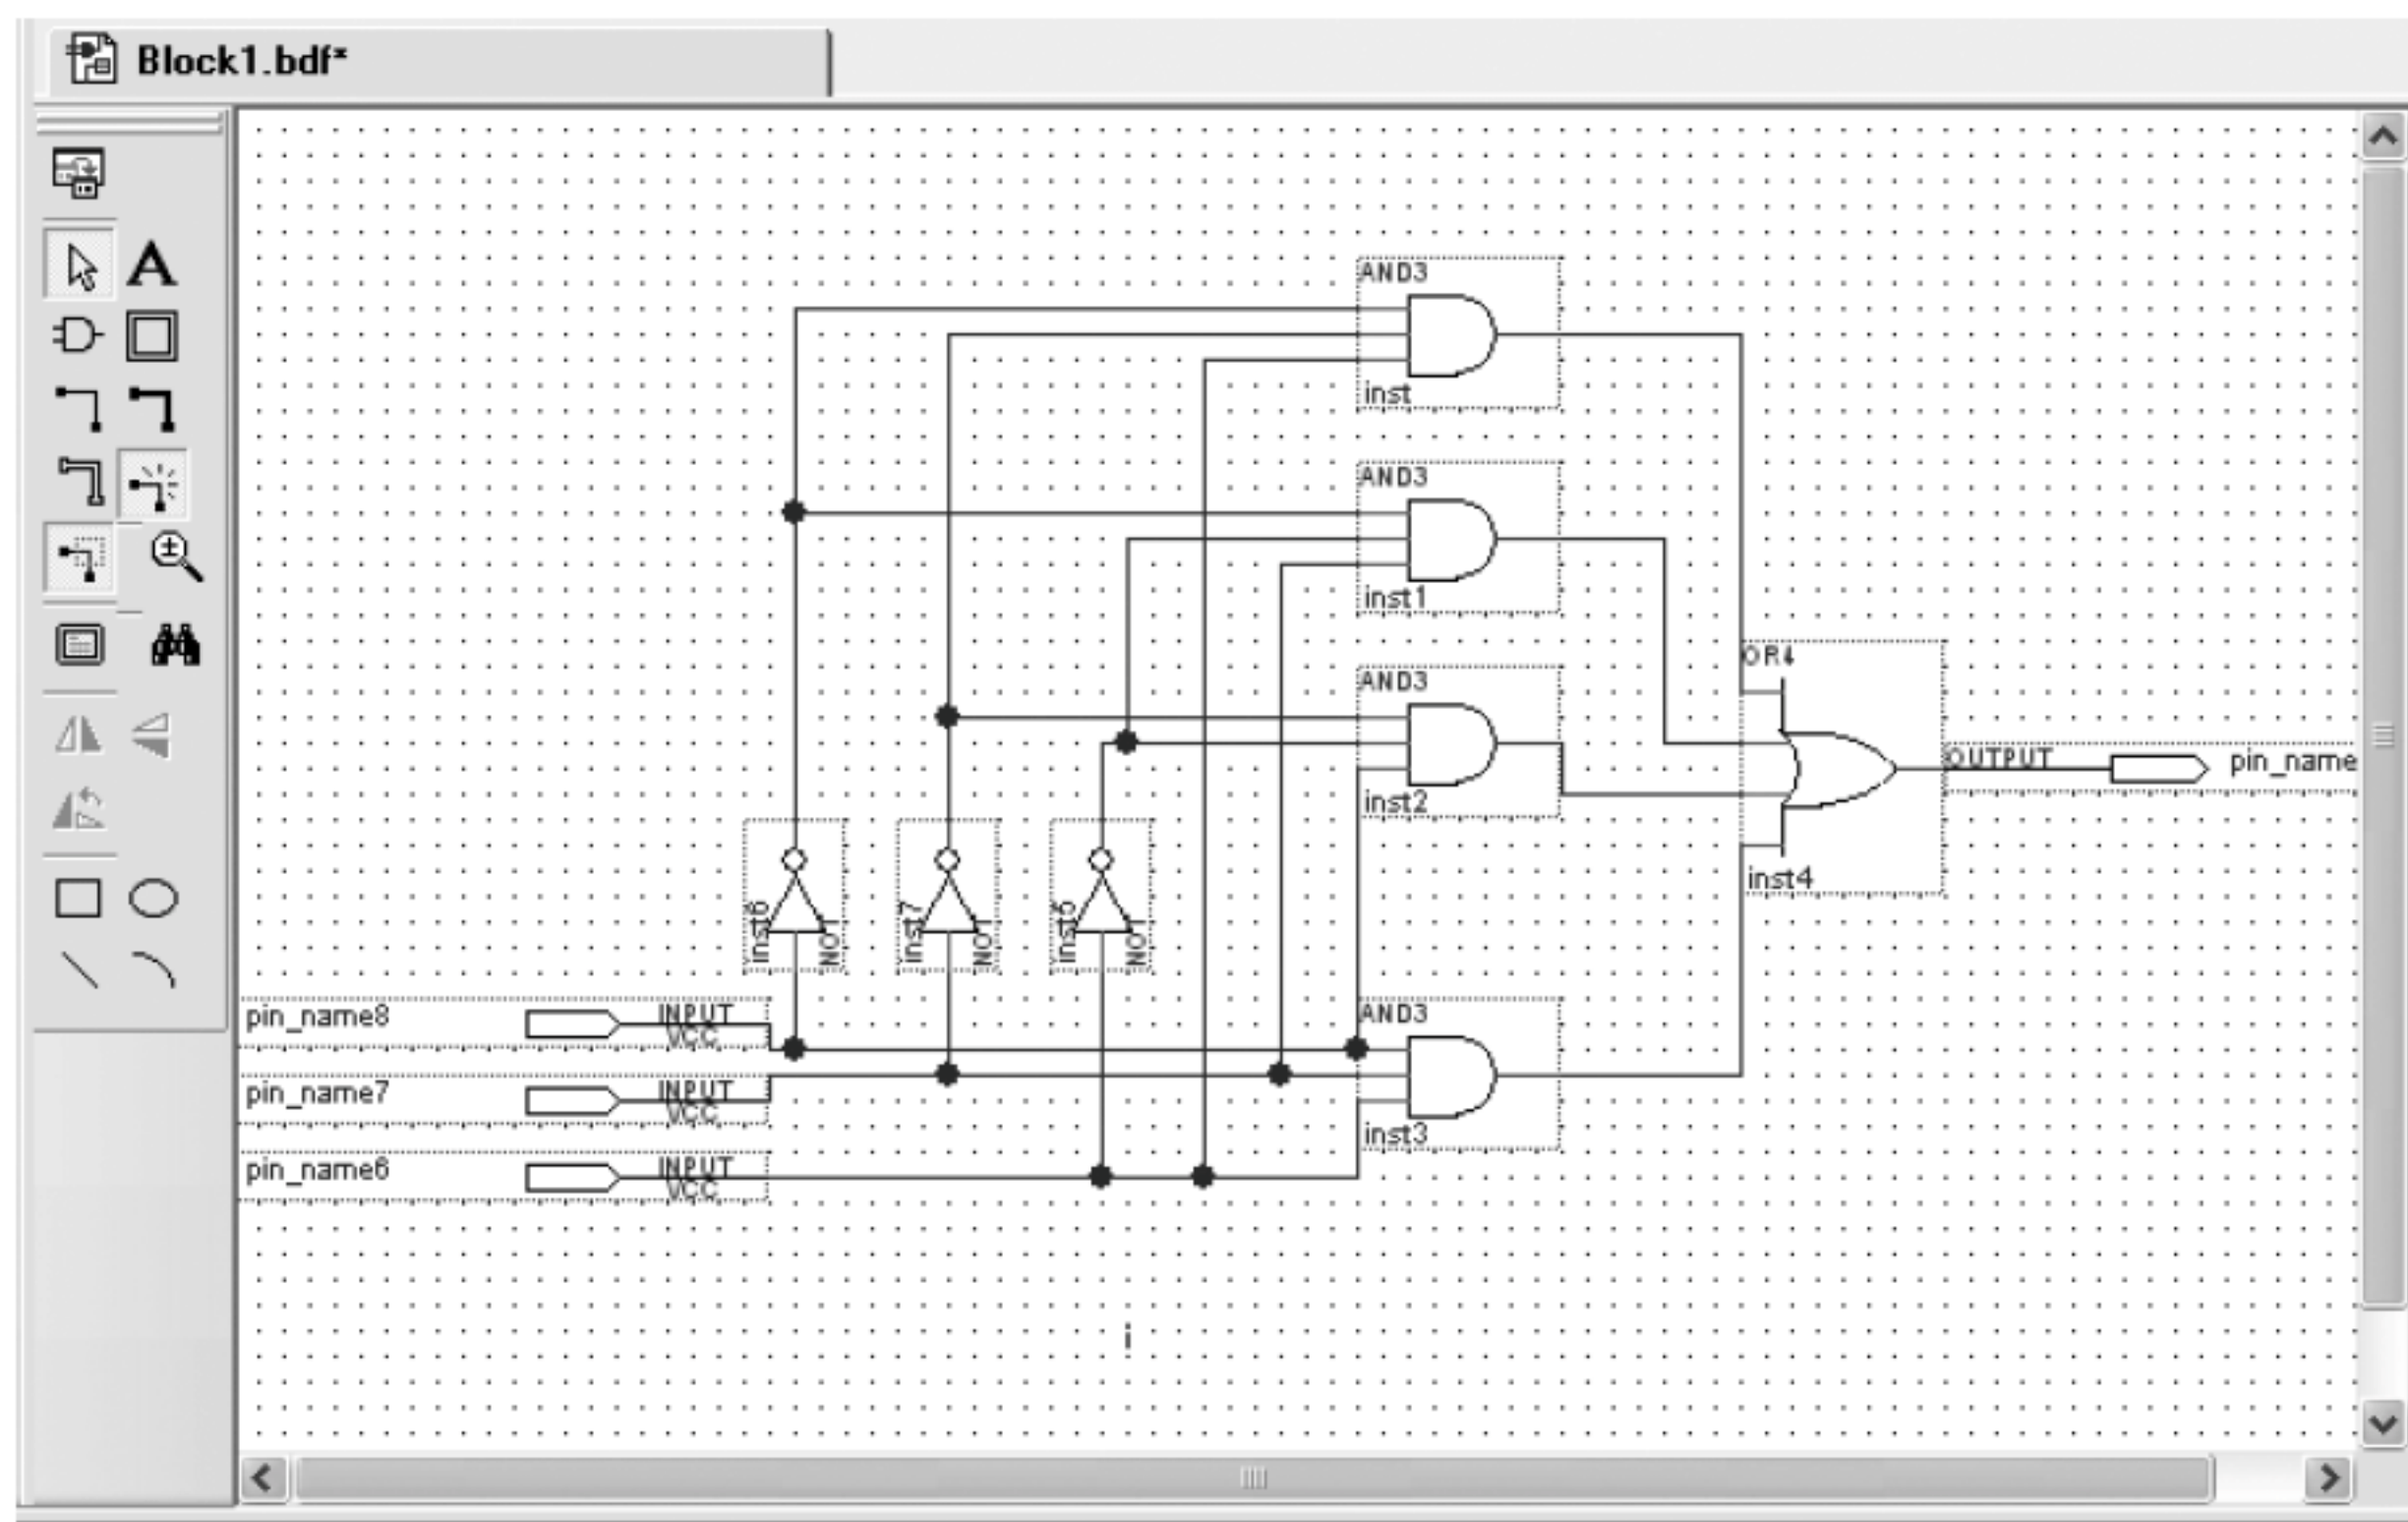 Block1.bdf*
A
AND3
inst
AND3
inst1
AND3
inst2
OR4
inst4
OUTPUT
pin_name
inst6
NOT
inst7
NOT
inst5
NOT
pin_name8
INPUT
VCC
pin_name7
INPUT
VCC
pin_name6
INPUT
VCC
AND3
inst3
i